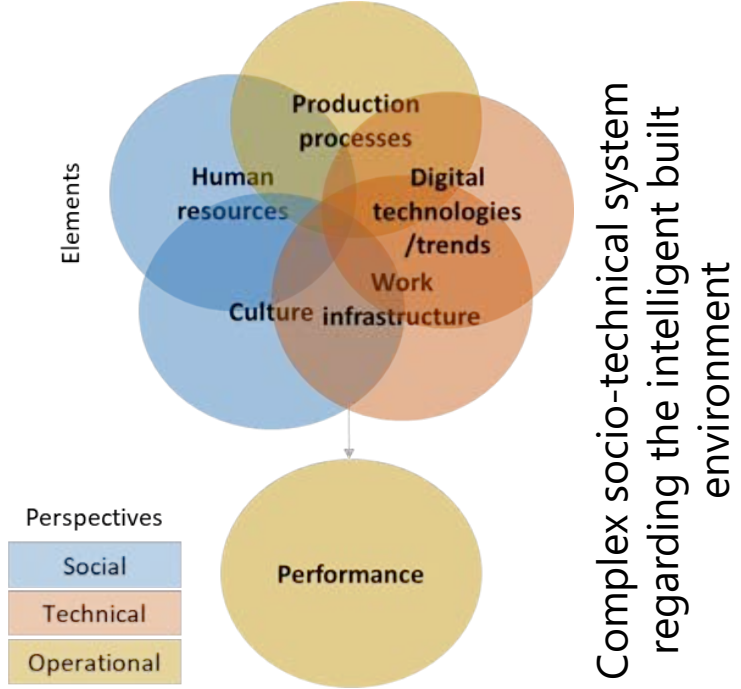 Production
processes
Human
resources
Digital
technologies
/trends
Work
infrastructure
Culture
Elements
Performance
Perspectives
Social
Technical
Operational
Complex socio-technical system
regarding the intelligent built
environment